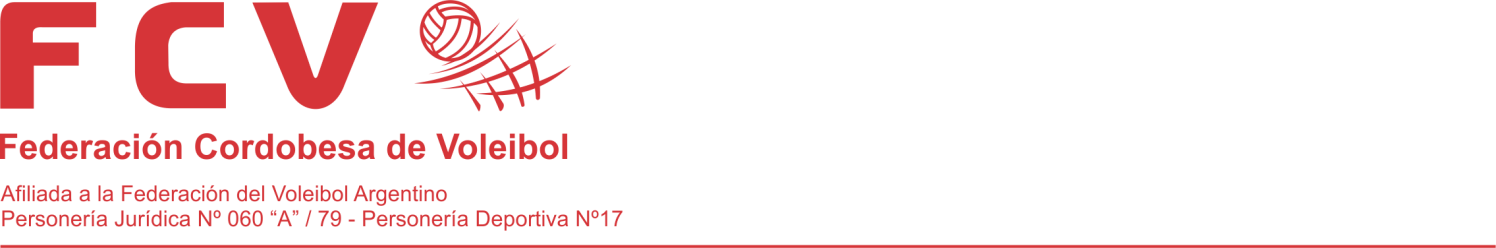 FCV
Federación Cordobesa de Voleibol
Afiliada a la Federación del Voleibol Argentino
Personería Jurídica Nº 060 “A” / 79 - Personería Deportiva Nº17